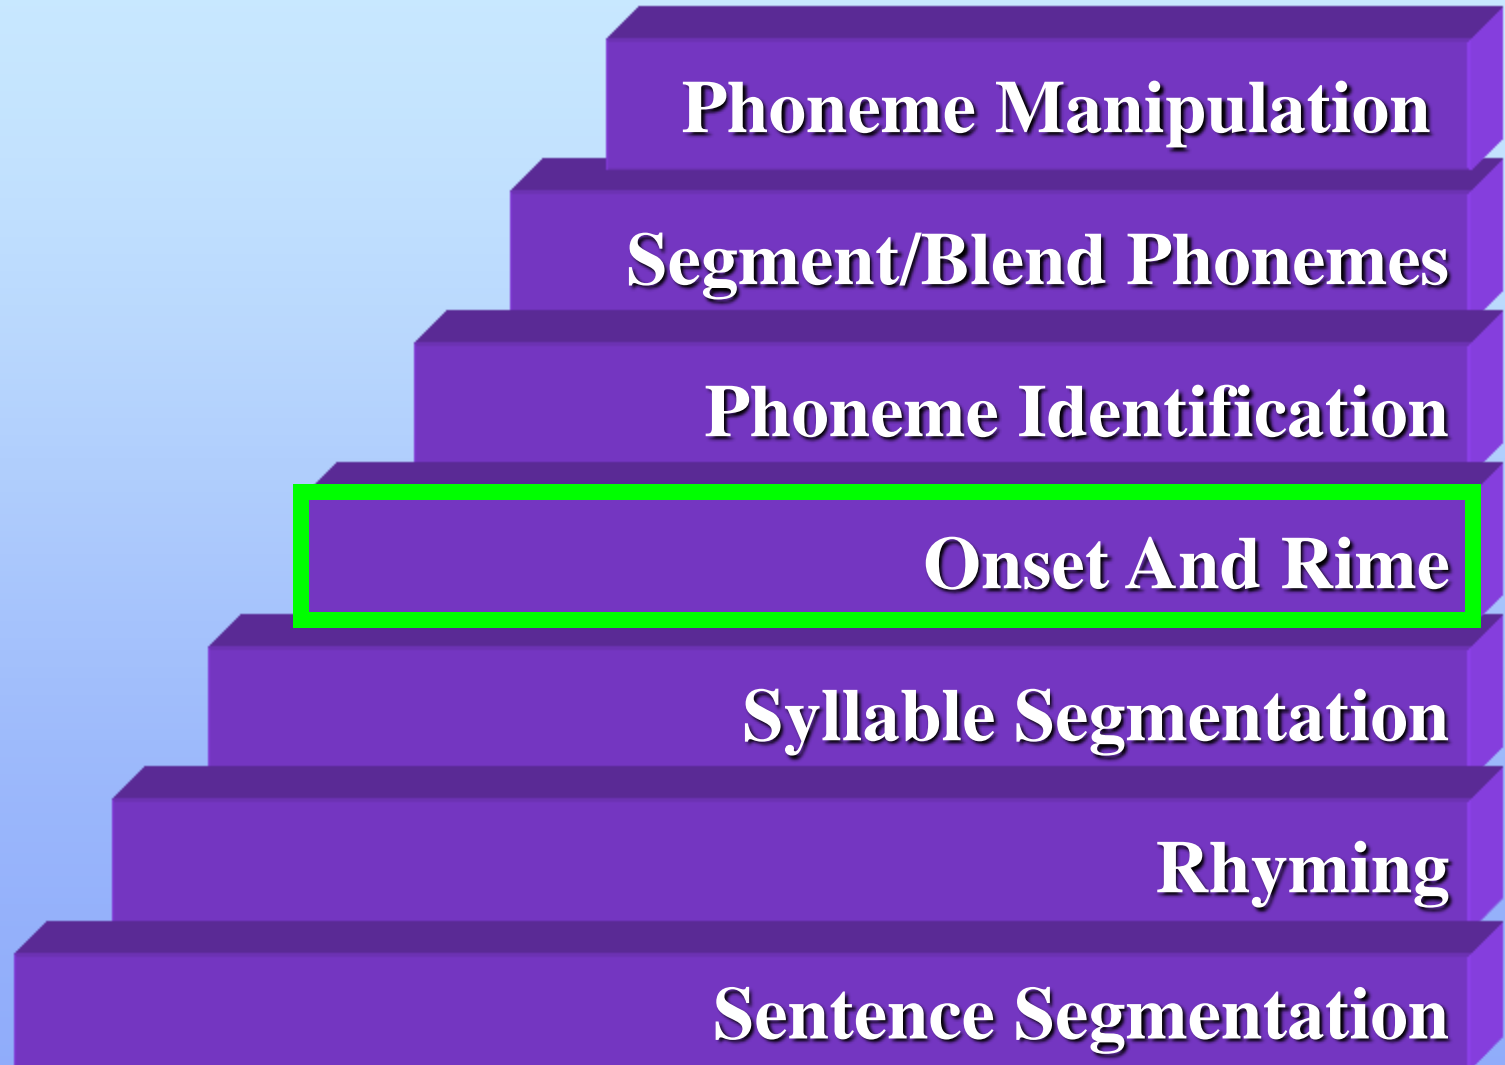 Phoneme Manipulation
Segment/Blend Phonemes
Phoneme Identification
Onset And Rime
Syllable Segmentation
Rhyming
Sentence Segmentation